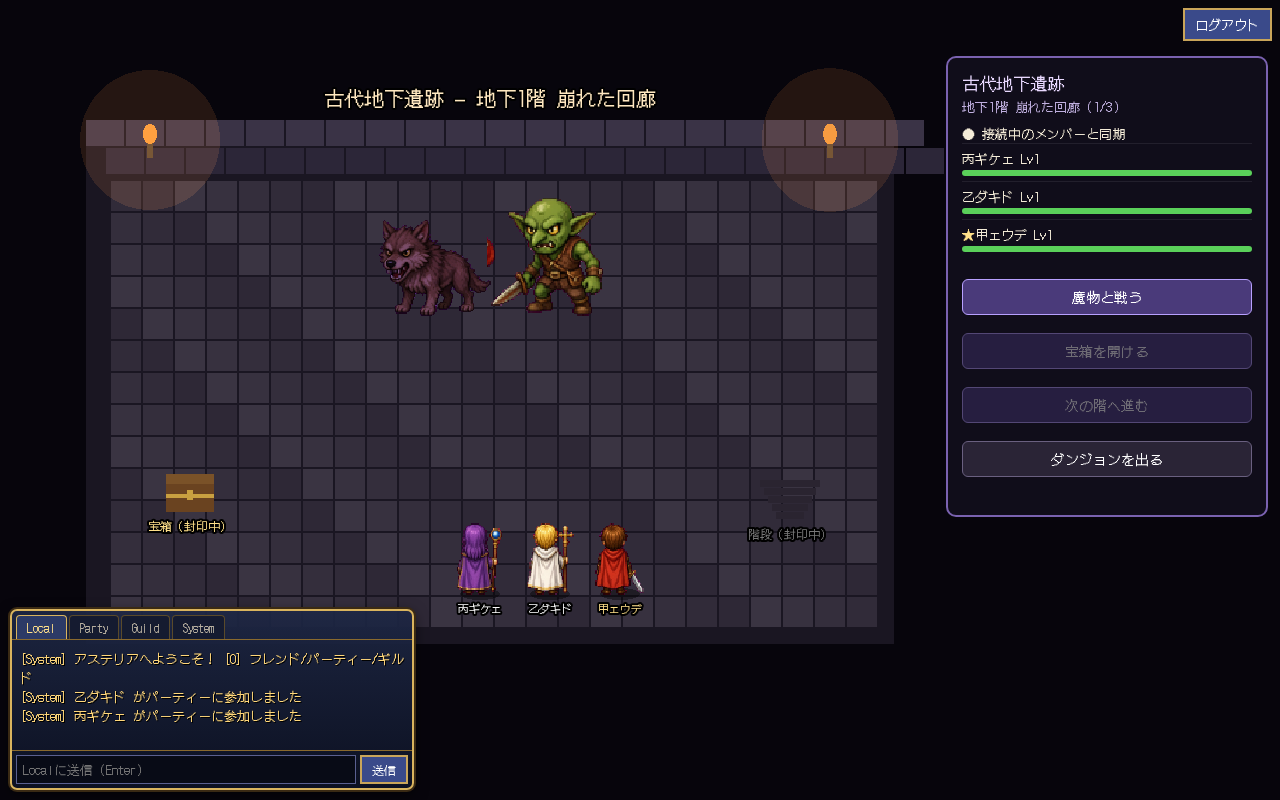 ログアウト
古代地下遺跡 − 地下1階 崩れた回廊
古代地下遺跡
地下1階 崩れた回廊（1/3）
● 接続中のメンバーと同期
丙ギケェ Lv1
乙ダキド Lv1
★甲ェウデ Lv1
魔物と戦う
宝箱を開ける
次の階へ進む
ダンジョンを出る
宝箱（封印中）
階段（封印中）
丙ギケェ
乙ダキド
甲ェウデ
Local
Party
Guild
System
[System] アステリアへようこそ！ [O] フレンド/パーティー/ギル
ド
[System] 乙ダキド がパーティーに参加しました
[System] 丙ギケェ がパーティーに参加しました
Localに送信（Enter）
送信